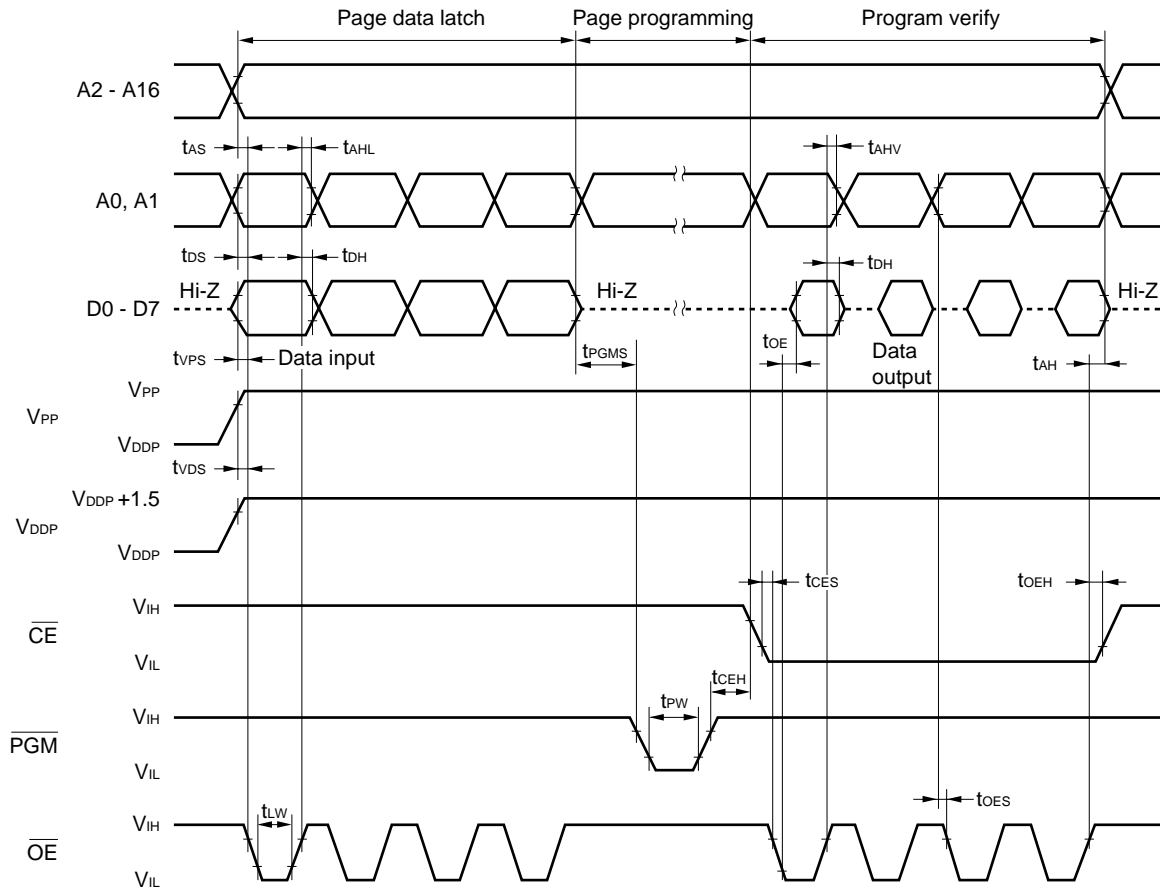 Page data latch Page programming Program verify
A2 - A16
tAS tAHL tAHV
A0, A1
tDS tDH tDH
Hi-Z Hi-Z Hi-Z
D0 - D7
tVPS Data input tPGMS tOE Data output tAH
VPP
VPP
VDDP
tVDS
VDDP +1.5
VDDP
VDDP
tCES tOEH
VIH
CE
VIL
tCEH
VIH tPW
PGM
VIL
tOES
VIH tLW
OE
VIL